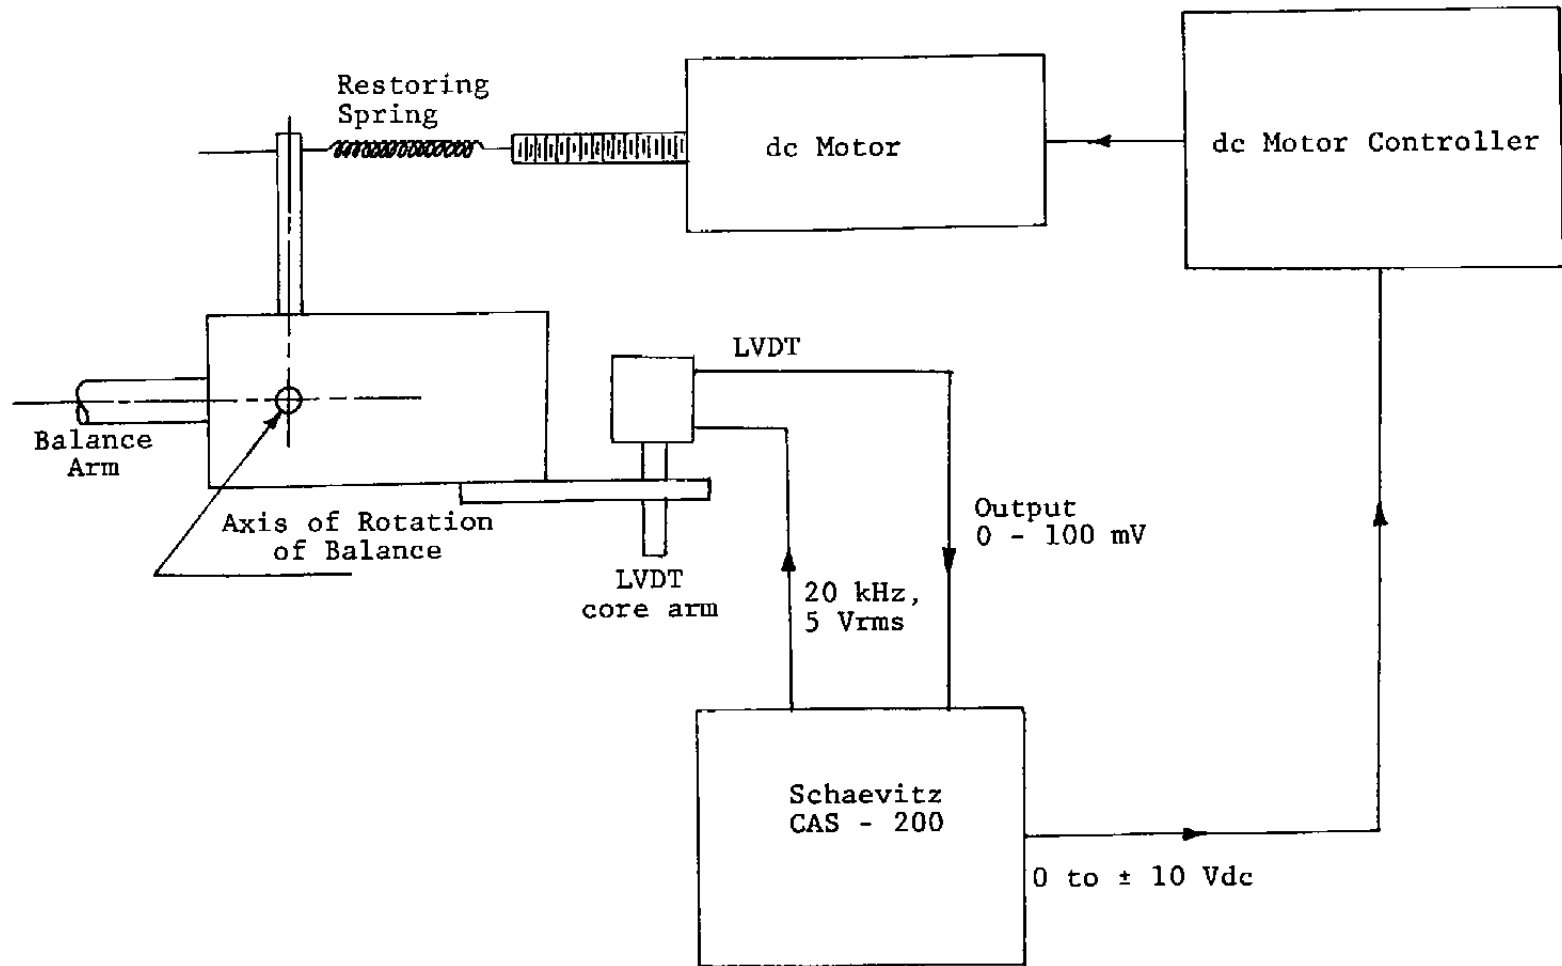 Restoring
Spring
dc Motor
dc Motor Controller
LVDT
Balance
Arm
Axis of Rotation
of Balance
LVDT
core arm
Output
0 - 100 mV
20 kHz,
5 Vrms
Schaevitz
CAS - 200
0 to ± 10 Vdc